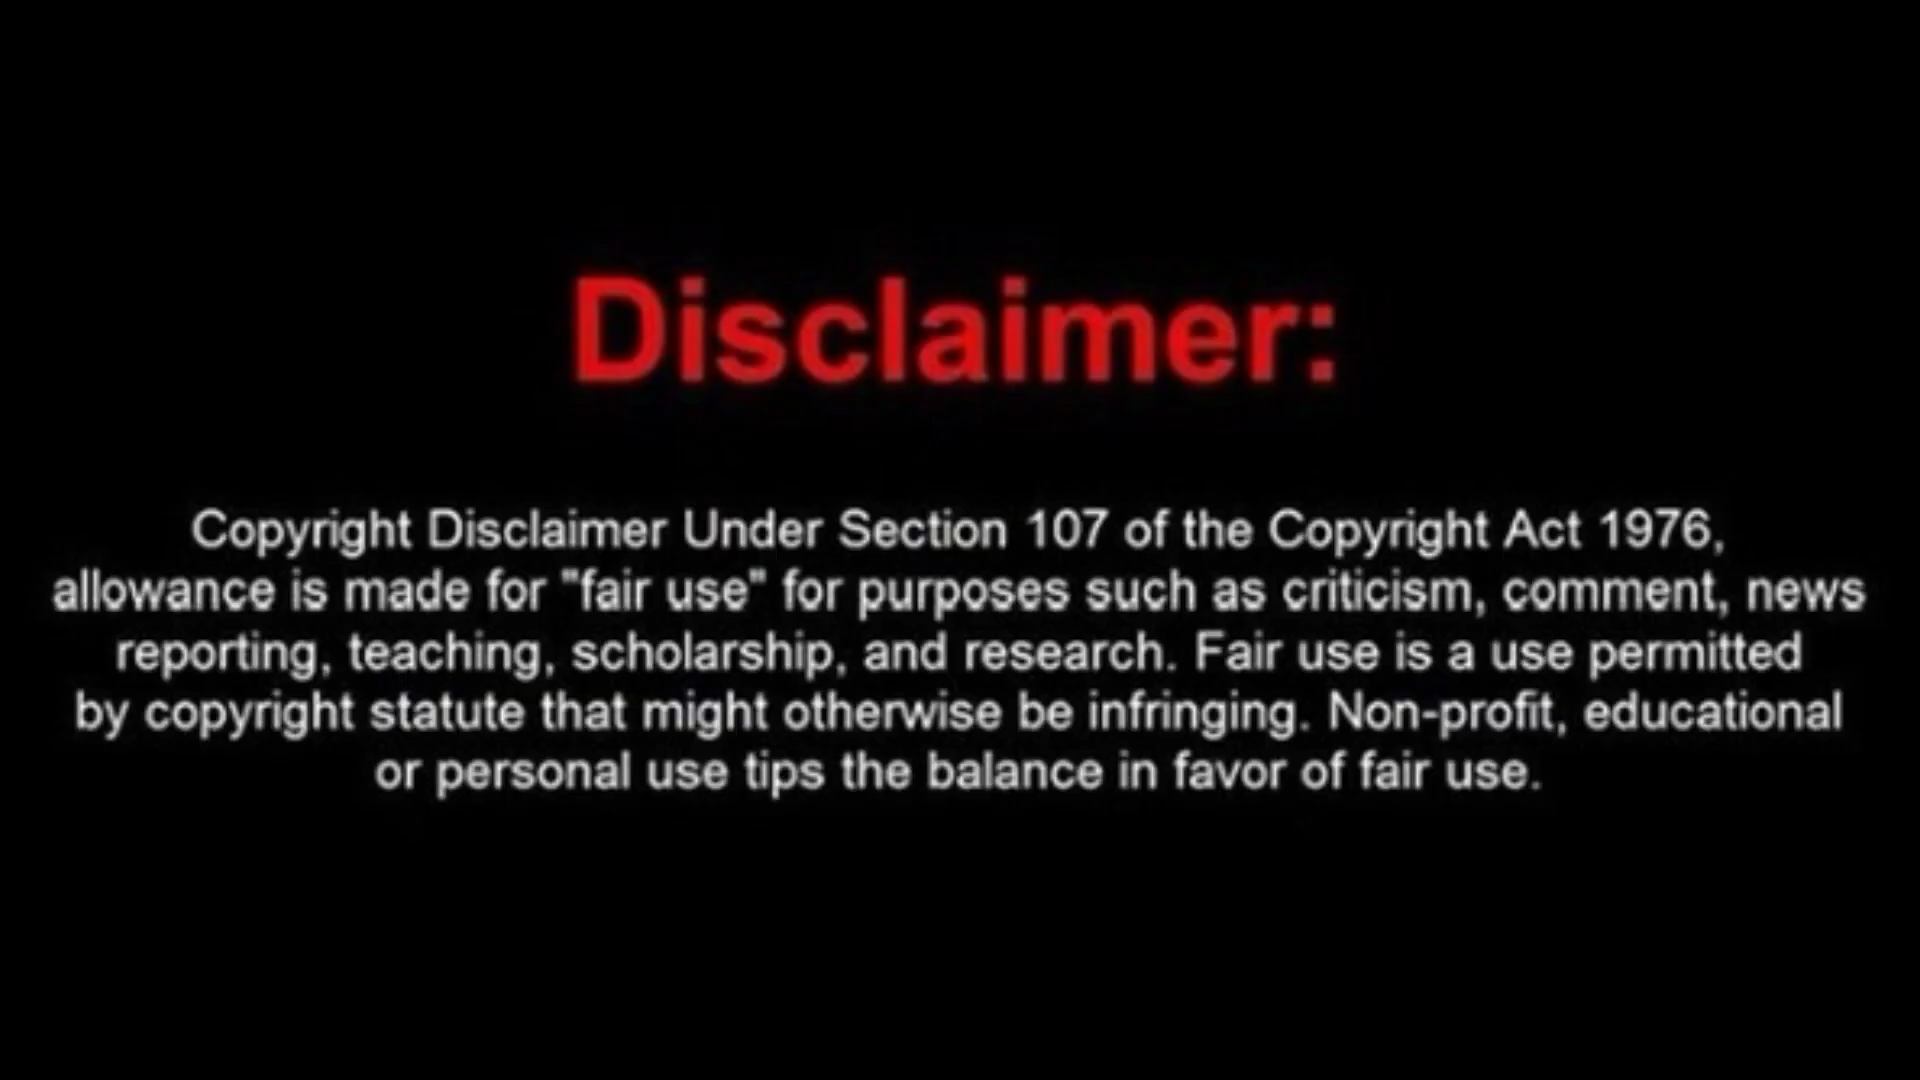 Disclaimer:
Copyright Disclaimer Under Section 107 of the Copyright Act 1976,
allowance is made for "fair use" for purposes such as criticism, comment, news
reporting, teaching, scholarship, and research. Fair use is a use permitted
by copyright statute that might otherwise be infringing. Non-profit, educational
or personal use tips the balance in favor of fair use.